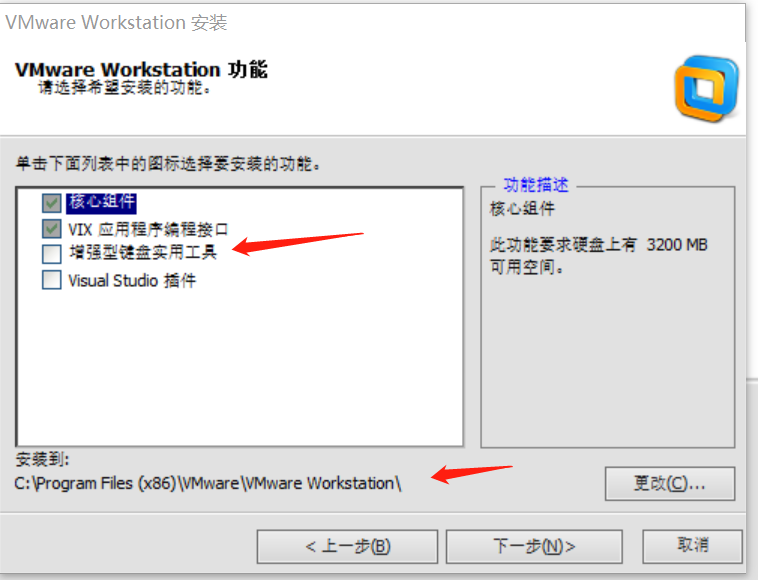 VMware Workstation 安装
VMware Workstation 功能
请选择希望安装的功能。
单击下面列表中的图标选择要安装的功能。
核心组件
VIX 应用程序编程接口
增强型键盘实用工具
Visual Studio 插件
功能描述
核心组件
此功能要求硬盘上有 3200 MB
可用空间。
安装到:
C:\Program Files (x86)\VMware\VMware Workstation\
更改(C)...
< 上一步(B)
下一步(N)>
取消